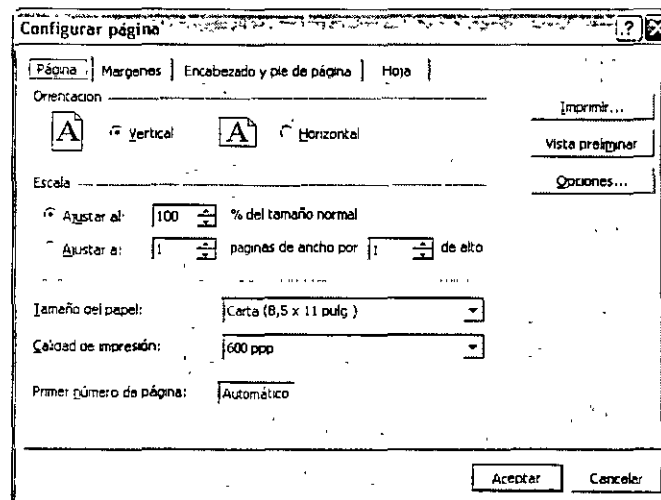 Configurar página
Página Margenes Encabezado y pie de página Hoja
Orientacion
A Vertical A Horizontal
Imprimir...
Vista preliminar
Opciones...
Escala
Ajustar al: 100 % del tamaño normal
Ajustar a: 1 paginas de ancho por 1 de alto
Tamaño del papel: Carta (8,5 x 11 pulg )
Calidad de impresión: 600 ppp
Primer número de página: Automático
Aceptar Cancelar